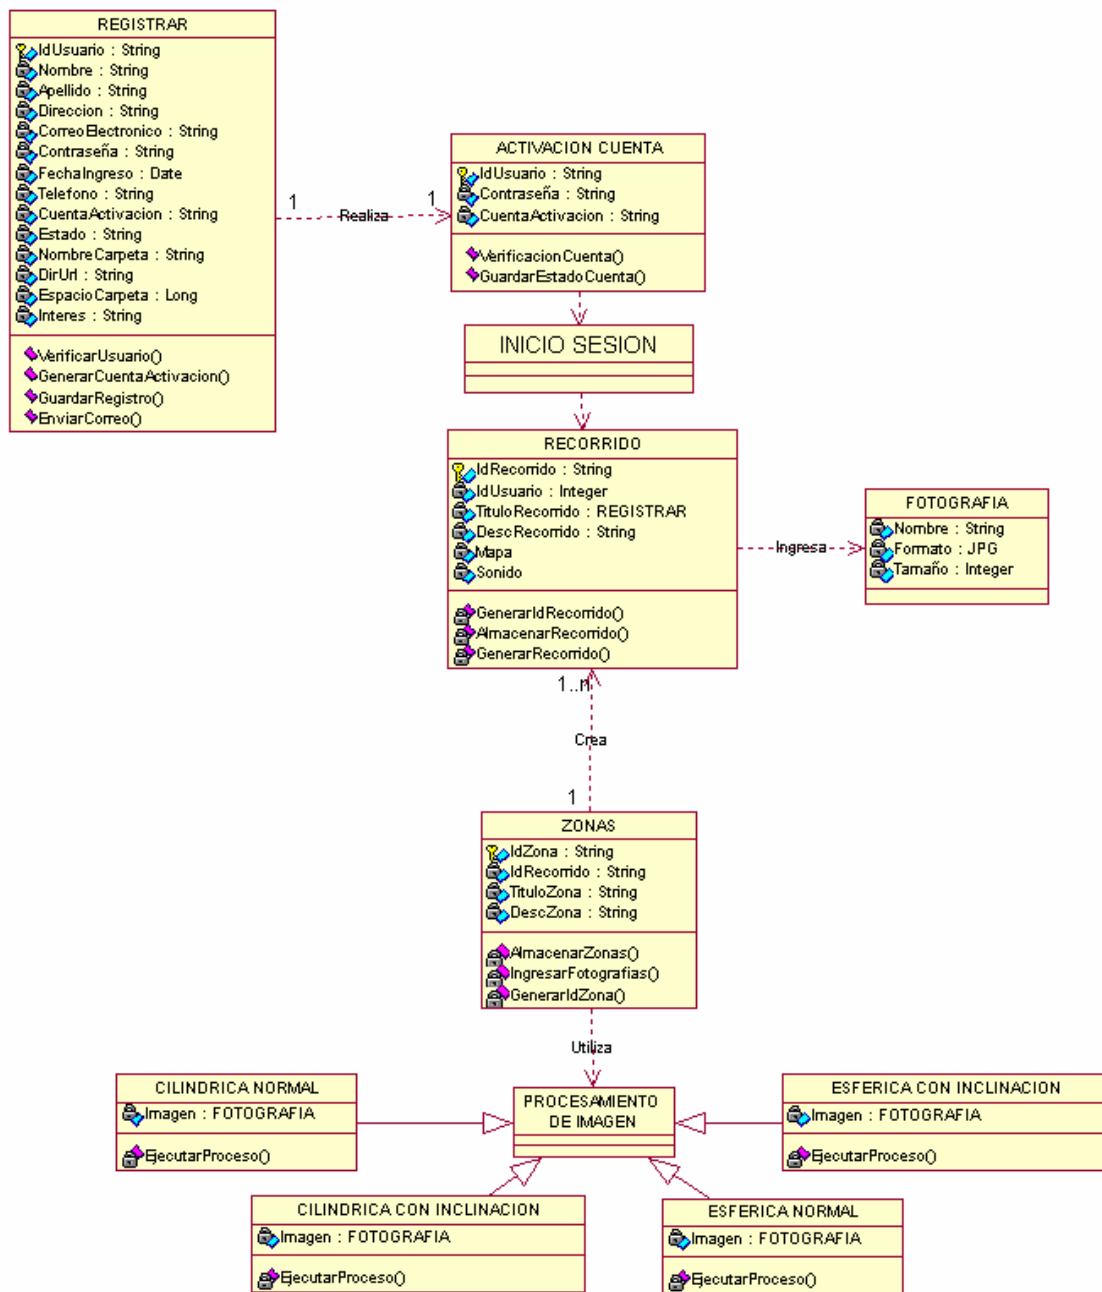 REGISTRAR
IdUsuario : String
Nombre : String
Apellido : String
Direccion : String
CorreoElectronico : String
Contraseña : String
FechaIngreso : Date
Telefono : String
CuentaActivacion : String
Estado : String
NombreCarpeta : String
DirUrl : String
EspacioCarpeta : Long
Interes : String
VerificarUsuario()
GenerarCuentaActivacion()
GuardarRegistro()
EnviarCorreo()
1
Realiza
1
ACTIVACION CUENTA
IdUsuario : String
Contraseña : String
CuentaActivacion : String
VerificacionCuenta()
GuardarEstadoCuenta()
INICIO SESION
RECORRIDO
IdRecorrido : String
IdUsuario : Integer
TituloRecorrido : REGISTRAR
DescRecorrido : String
Mapa
Sonido
GenerarIdRecorrido()
AlmacenarRecorrido()
GenerarRecorrido()
Ingresa
FOTOGRAFIA
Nombre : String
Formato : JPG
Tamaño : Integer
1..n
Crea
1
ZONAS
IdZona : String
IdRecorrido : String
TituloZona : String
DescZona : String
AlmacenarZonas()
IngresarFotografias()
GenerarIdZona()
Utiliza
CILINDRICA NORMAL
Imagen : FOTOGRAFIA
EjecutarProceso()
PROCESAMIENTO
DE IMAGEN
ESFERICA CON INCLINACION
Imagen : FOTOGRAFIA
EjecutarProceso()
CILINDRICA CON INCLINACION
Imagen : FOTOGRAFIA
EjecutarProceso()
ESFERICA NORMAL
Imagen : FOTOGRAFIA
EjecutarProceso()